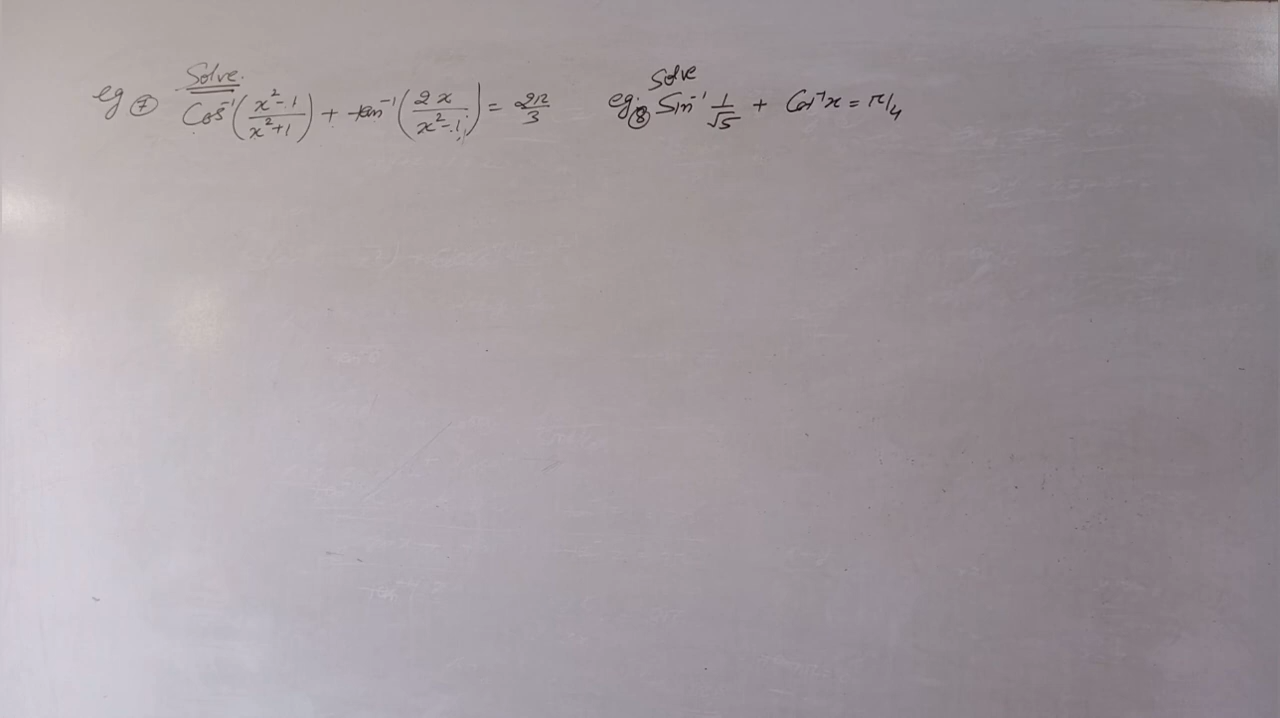 Solve.
eg ⑦ Cos⁻¹(x²-1/x²+1) + tan⁻¹(2x/x²-1) = 2π/3
Solve
eg. ⑧ Sin⁻¹ 1/√5 + Cot⁻¹x = π/4